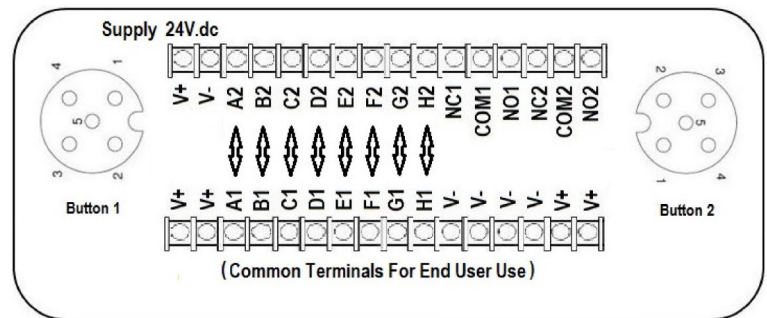 Supply 24V.dc
V+ V- A2 B2 C2 D2 E2 F2 G2 H2 NC1 COM1 NO1 NC2 COM2 NO2
4 1
5
3 2
Button 1
2 3
5
1 4
Button 2
V+ V+ A1 B1 C1 D1 E1 F1 G1 H1 V- V- V- V- V+ V+
(Common Terminals For End User Use)